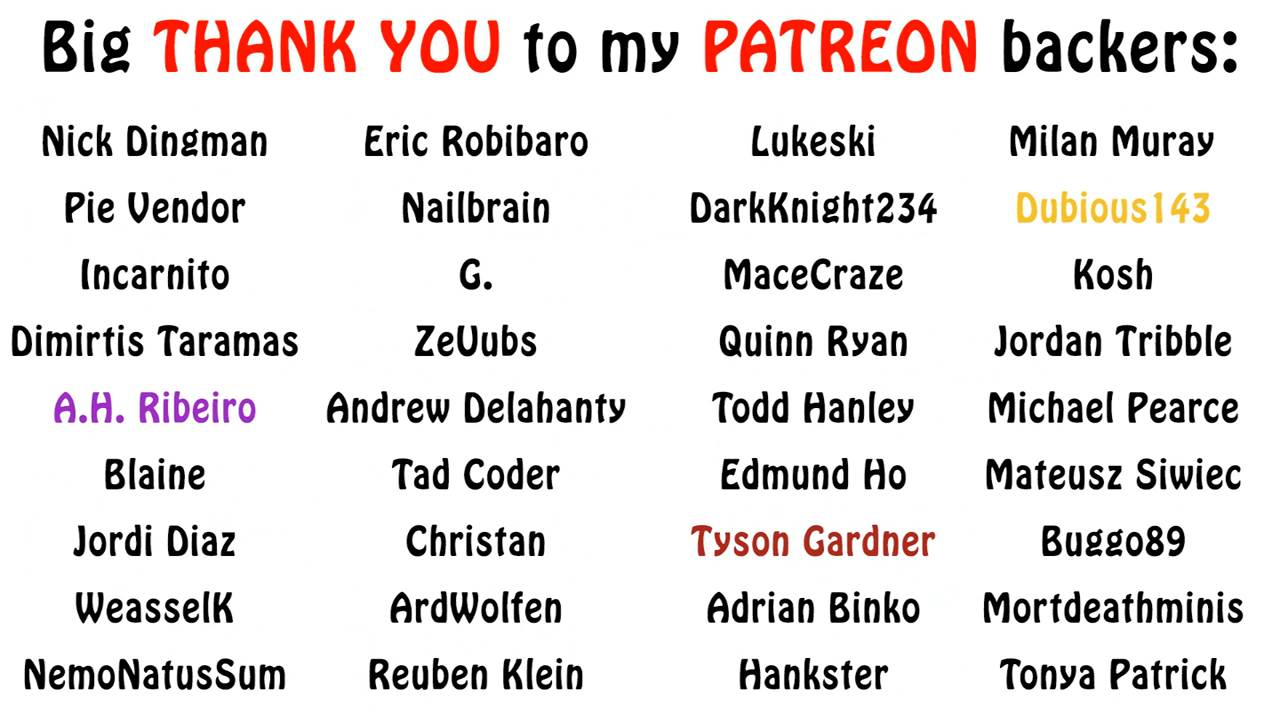 Big THANK YOU to my PATREON backers:
Nick Dingman Eric Robibaro Lukeski Milan Muray
Pie Vendor Nailbrain DarkKnight234 Dubious143
Incarnito G. MaceCraze Kosh
Dimirtis Taramas ZeVubs Quinn Ryan Jordan Tribble
A.H. Ribeiro Andrew Delahanty Todd Hanley Michael Pearce
Blaine Tad Coder Edmund Ho Mateusz Siwiec
Jordi Diaz Christan Tyson Gardner Buggo89
WeasselK ArdWolfen Adrian Binko Mortdeathminis
NemoNatusSum Reuben Klein Hankster Tonya Patrick